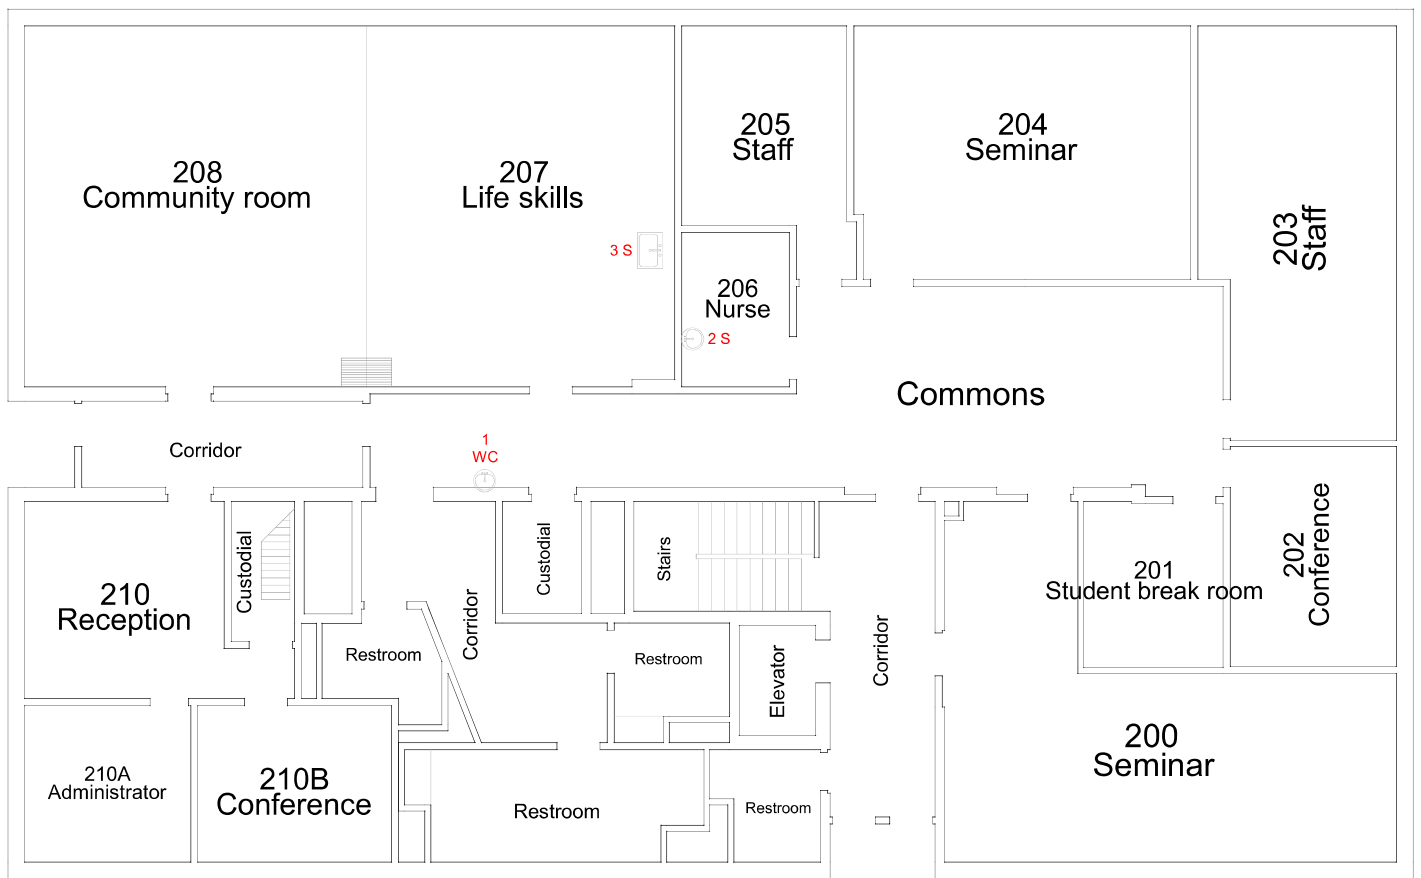 208
Community room
207
Life skills
205
Staff
204
Seminar
203
Staff
3 S
206
Nurse
2 S
Commons
Corridor
1
WC
210
Reception
Custodial
Corridor
Custodial
Stairs
Restroom
Restroom
Elevator
Corridor
201
Student break room
202
Conference
200
Seminar
210A
Administrator
210B
Conference
Restroom
Restroom